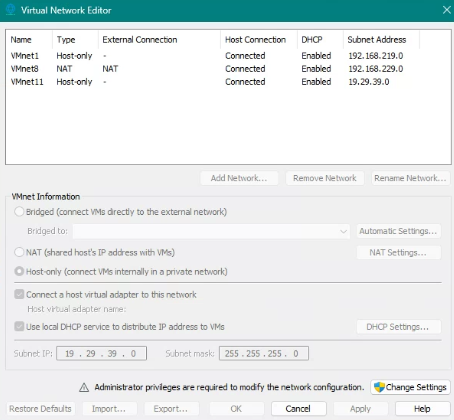 Virtual Network Editor
Name Type External Connection Host Connection DHCP Subnet Address
VMnet1 Host-only - Connected Enabled 192.168.219.0
VMnet8 NAT NAT Connected Enabled 192.168.229.0
VMnet11 Host-only - Connected Enabled 19.29.39.0
Add Network... Remove Network Rename Network...
VMnet Information
Bridged (connect VMs directly to the external network)
Bridged to: Automatic Settings...
NAT (shared host's IP address with VMs) NAT Settings...
Host-only (connect VMs internally in a private network)
Connect a host virtual adapter to this network
Host virtual adapter name:
Use local DHCP service to distribute IP address to VMs DHCP Settings...
Subnet IP: 19 . 29 . 39 . 0 Subnet mask: 255 . 255 . 255 . 0
Administrator privileges are required to modify the network configuration. Change Settings
Restore Defaults Import... Export... OK Cancel Apply Help